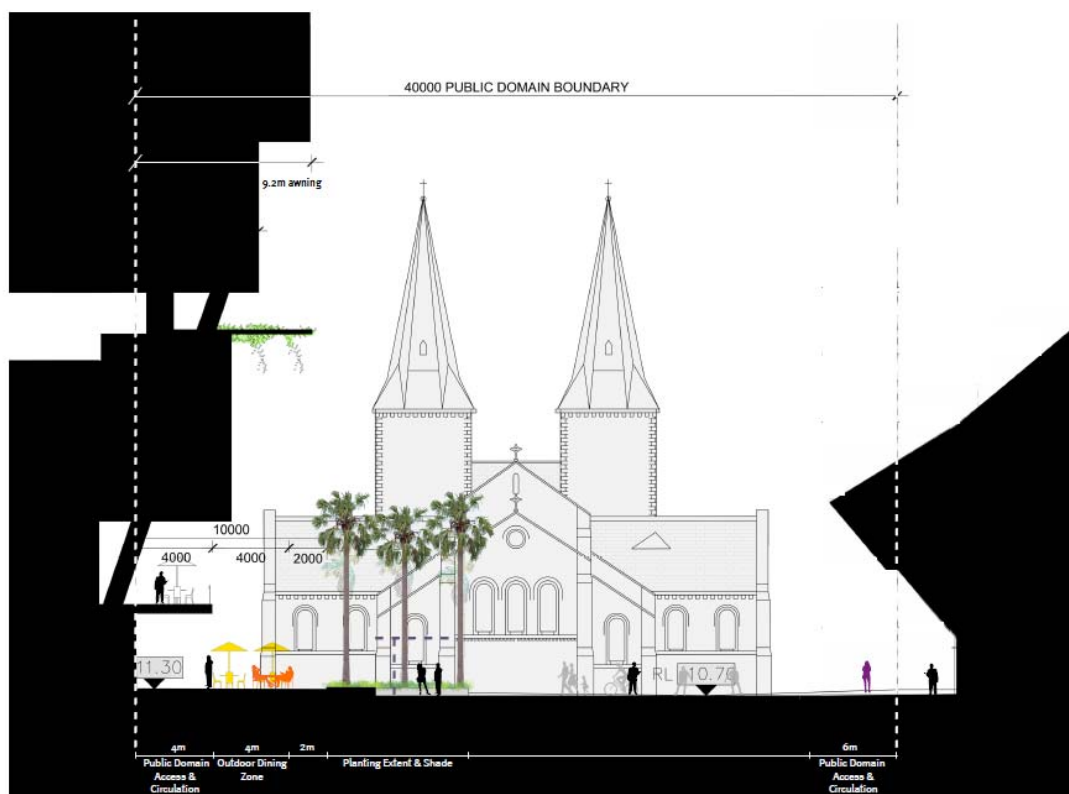 40000 PUBLIC DOMAIN BOUNDARY
9.2m awning
10000
4000
4000
2000
11.30
RL 10.70
4m
4m
2m
6m
Public Domain
Access &
Circulation
Outdoor Dining
Zone
Planting Extent & Shade
Public Domain
Access &
Circulation